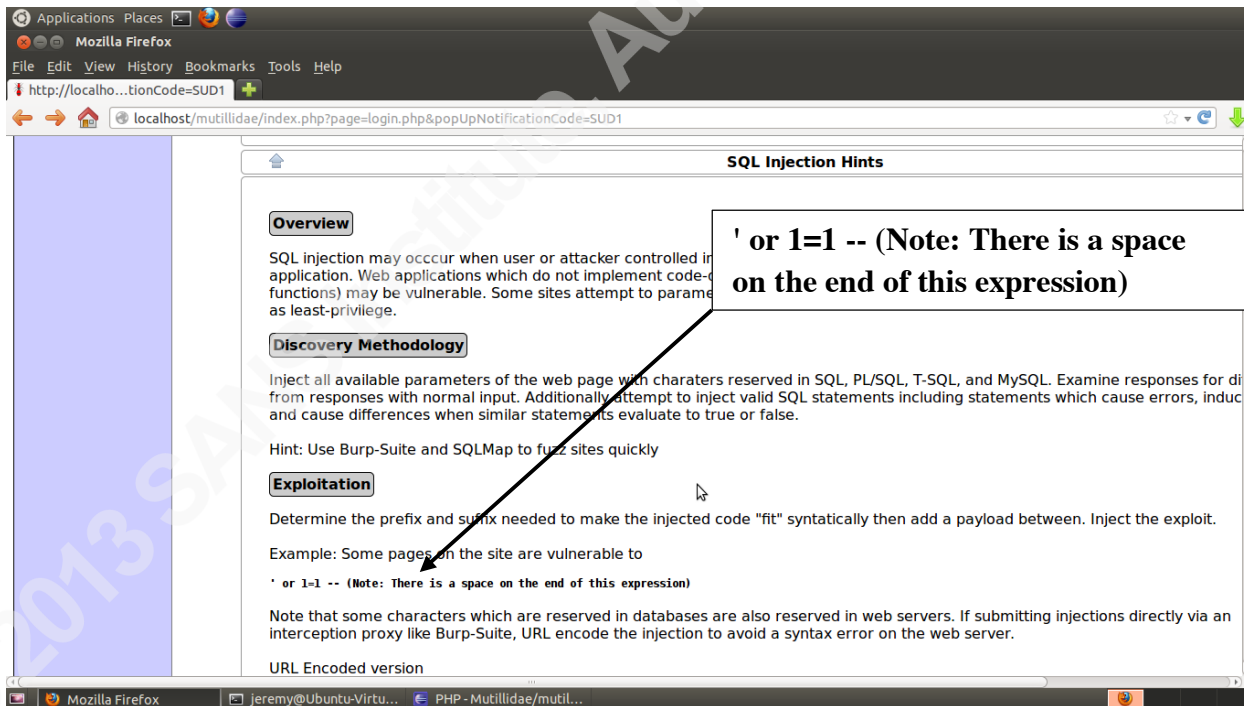 Applications Places
Mozilla Firefox
File Edit View History Bookmarks Tools Help
http://localho...tionCode=SUD1
localhost/mutillidae/index.php?page=login.php&popUpNotificationCode=SUD1
SQL Injection Hints
Overview
SQL injection may occcur when user or attacker controlled in
application. Web applications which do not implement code-
functions) may be vulnerable. Some sites attempt to parame
as least-privilege.
' or 1=1 -- (Note: There is a space
on the end of this expression)
Discovery Methodology
Inject all available parameters of the web page with charaters reserved in SQL, PL/SQL, T-SQL, and MySQL. Examine responses for di
from responses with normal input. Additionally attempt to inject valid SQL statements including statements which cause errors, induc
and cause differences when similar statements evaluate to true or false.
Hint: Use Burp-Suite and SQLMap to fuzz sites quickly
Exploitation
Determine the prefix and suffix needed to make the injected code "fit" syntatically then add a payload between. Inject the exploit.
Example: Some pages on the site are vulnerable to
' or 1=1 -- (Note: There is a space on the end of this expression)
Note that some characters which are reserved in databases are also reserved in web servers. If submitting injections directly via an
interception proxy like Burp-Suite, URL encode the injection to avoid a syntax error on the web server.
URL Encoded version
Mozilla Firefox
jeremy@Ubuntu-Virtu...
PHP - Mutillidae/mutil...
2013 SANS Institute, Au